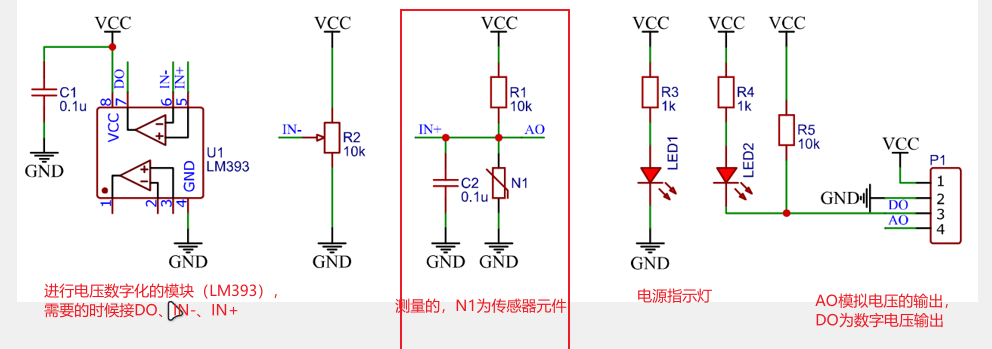 VCC
C1
0.1u
GND
DO
IN-
IN+
8
7
6
5
VCC
GND
U1
LM393
1
2
3
4
GND
VCC
IN-
R2
10k
GND
VCC
R1
10k
IN+
AO
C2
0.1u
N1
GND
GND
VCC
R3
1k
LED1
GND
VCC
R4
1k
LED2
VCC
R5
10k
VCC
P1
GND
DO
AO
1
2
3
4
进行电压数字化的模块（LM393），
需要的时候接DO、IN-、IN+
测量的，N1为传感器元件
电源指示灯
AO模拟电压的输出，
DO为数字电压输出